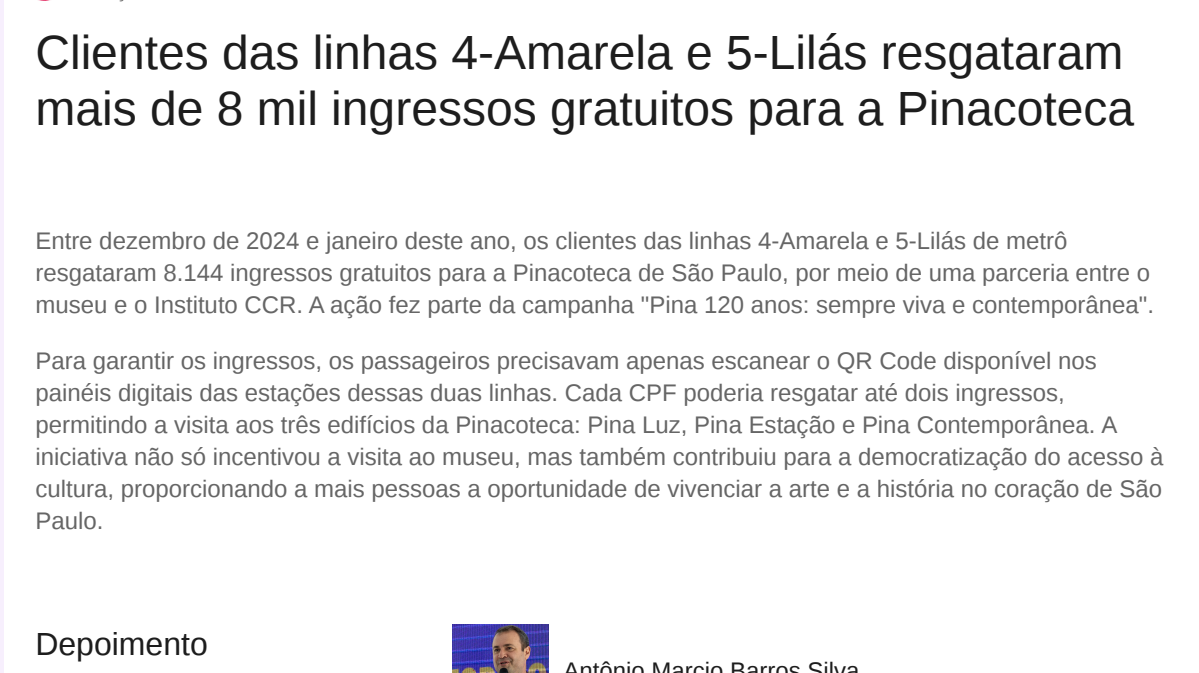 Clientes das linhas 4-Amarela e 5-Lilás resgataram
mais de 8 mil ingressos gratuitos para a Pinacoteca
Entre dezembro de 2024 e janeiro deste ano, os clientes das linhas 4-Amarela e 5-Lilás de metrô
resgataram 8.144 ingressos gratuitos para a Pinacoteca de São Paulo, por meio de uma parceria entre o
museu e o Instituto CCR. A ação fez parte da campanha "Pina 120 anos: sempre viva e contemporânea".
Para garantir os ingressos, os passageiros precisavam apenas escanear o QR Code disponível nos
painéis digitais das estações dessas duas linhas. Cada CPF poderia resgatar até dois ingressos,
permitindo a visita aos três edifícios da Pinacoteca: Pina Luz, Pina Estação e Pina Contemporânea. A
iniciativa não só incentivou a visita ao museu, mas também contribuiu para a democratização do acesso à
cultura, proporcionando a mais pessoas a oportunidade de vivenciar a arte e a história no coração de São
Paulo.
Depoimento
Antônio Marcio Barros Silva